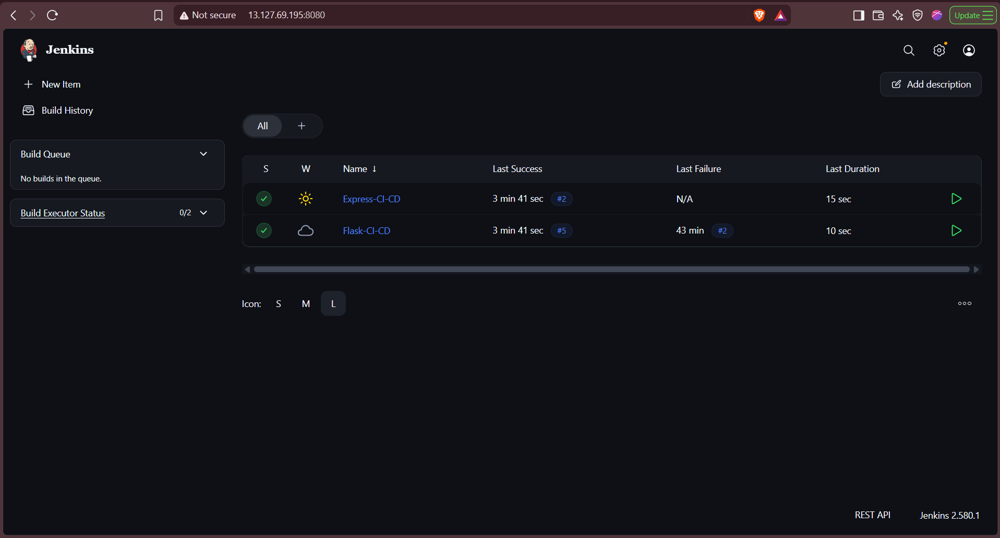 Not secure 13.127.69.195:8080
Update
Jenkins
New Item
Add description
Build History
All
Build Queue
No builds in the queue.
Build Executor Status 0/2
S W Name ↓ Last Success Last Failure Last Duration
Express-CI-CD 3 min 41 sec #2 N/A 15 sec
Flask-CI-CD 3 min 41 sec #5 43 min #2 10 sec
Icon: S M L
REST API Jenkins 2.580.1